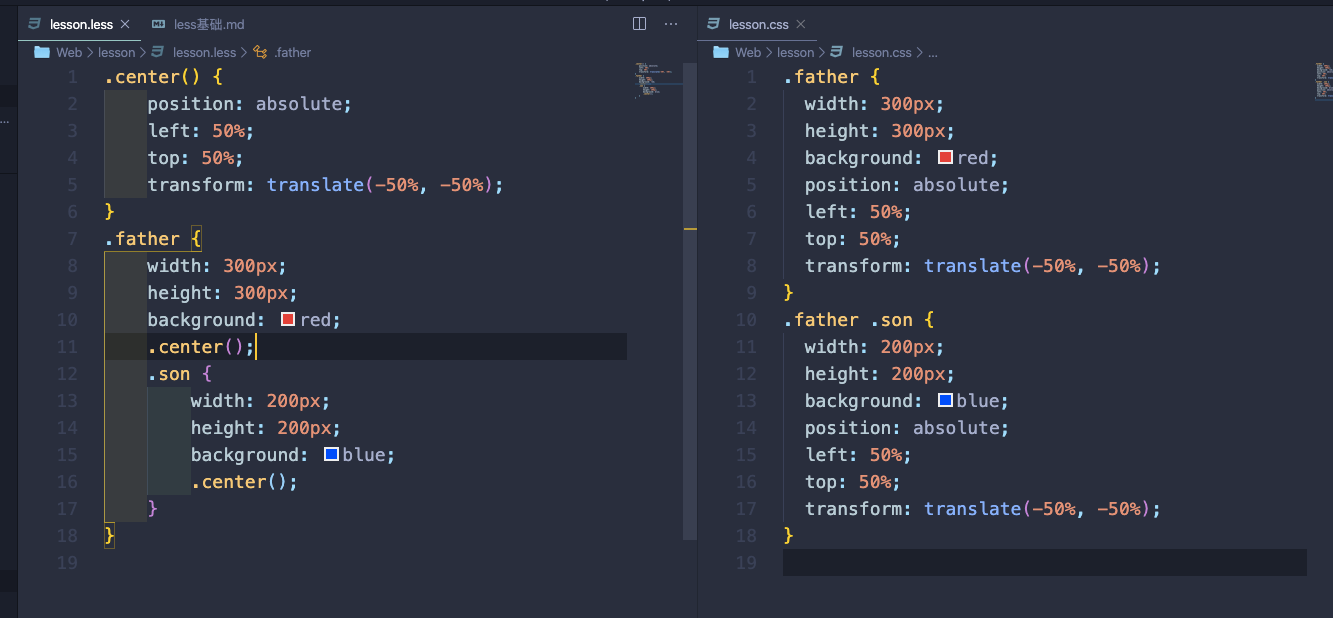 lesson.less
less基础.md
Web > lesson > lesson.less > .father
1 .center() {
2 position: absolute;
3 left: 50%;
4 top: 50%;
5 transform: translate(-50%, -50%);
6 }
7 .father {
8 width: 300px;
9 height: 300px;
10 background: red;
11 .center();
12 .son {
13 width: 200px;
14 height: 200px;
15 background: blue;
16 .center();
17 }
18 }
19
lesson.css
Web > lesson > lesson.css > ...
1 .father {
2 width: 300px;
3 height: 300px;
4 background: red;
5 position: absolute;
6 left: 50%;
7 top: 50%;
8 transform: translate(-50%, -50%);
9 }
10 .father .son {
11 width: 200px;
12 height: 200px;
13 background: blue;
14 position: absolute;
15 left: 50%;
16 top: 50%;
17 transform: translate(-50%, -50%);
18 }
19